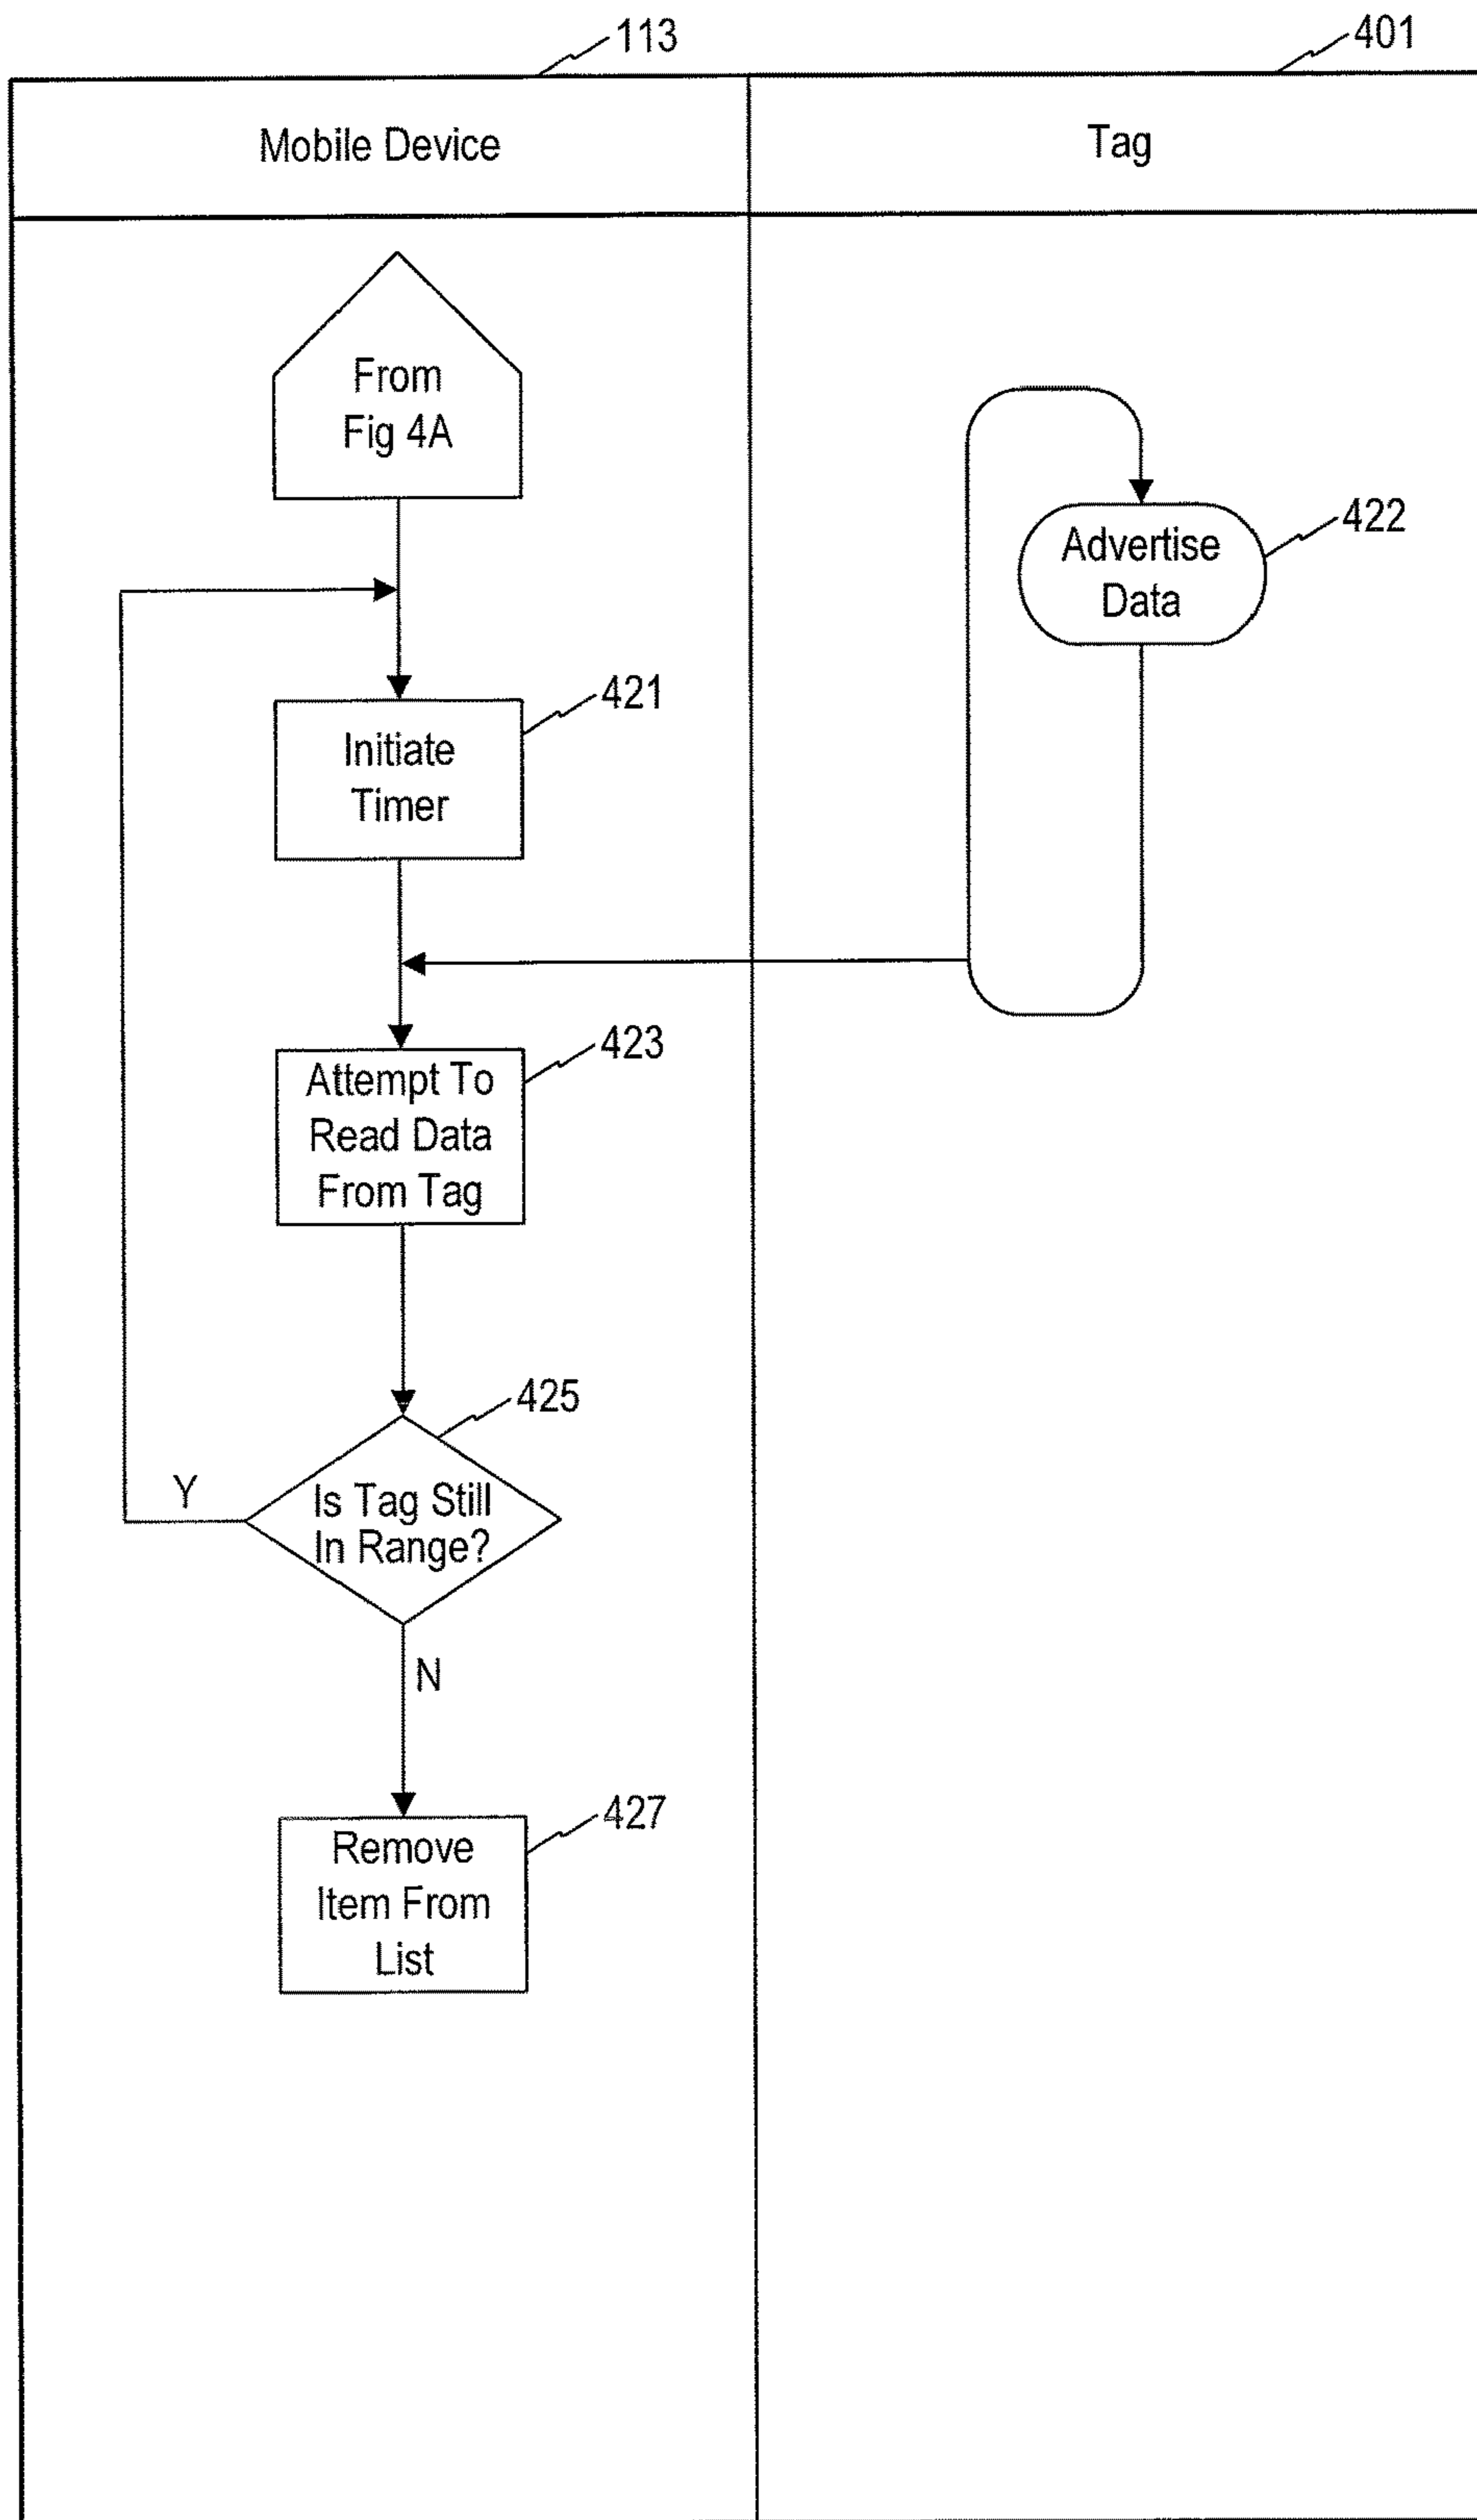 113
401
Mobile Device
Tag
From
Fig 4A
Advertise
Data
422
421
Initiate
Timer
423
Attempt To
Read Data
From Tag
425
Y
Is Tag Still
In Range?
N
427
Remove
Item From
List